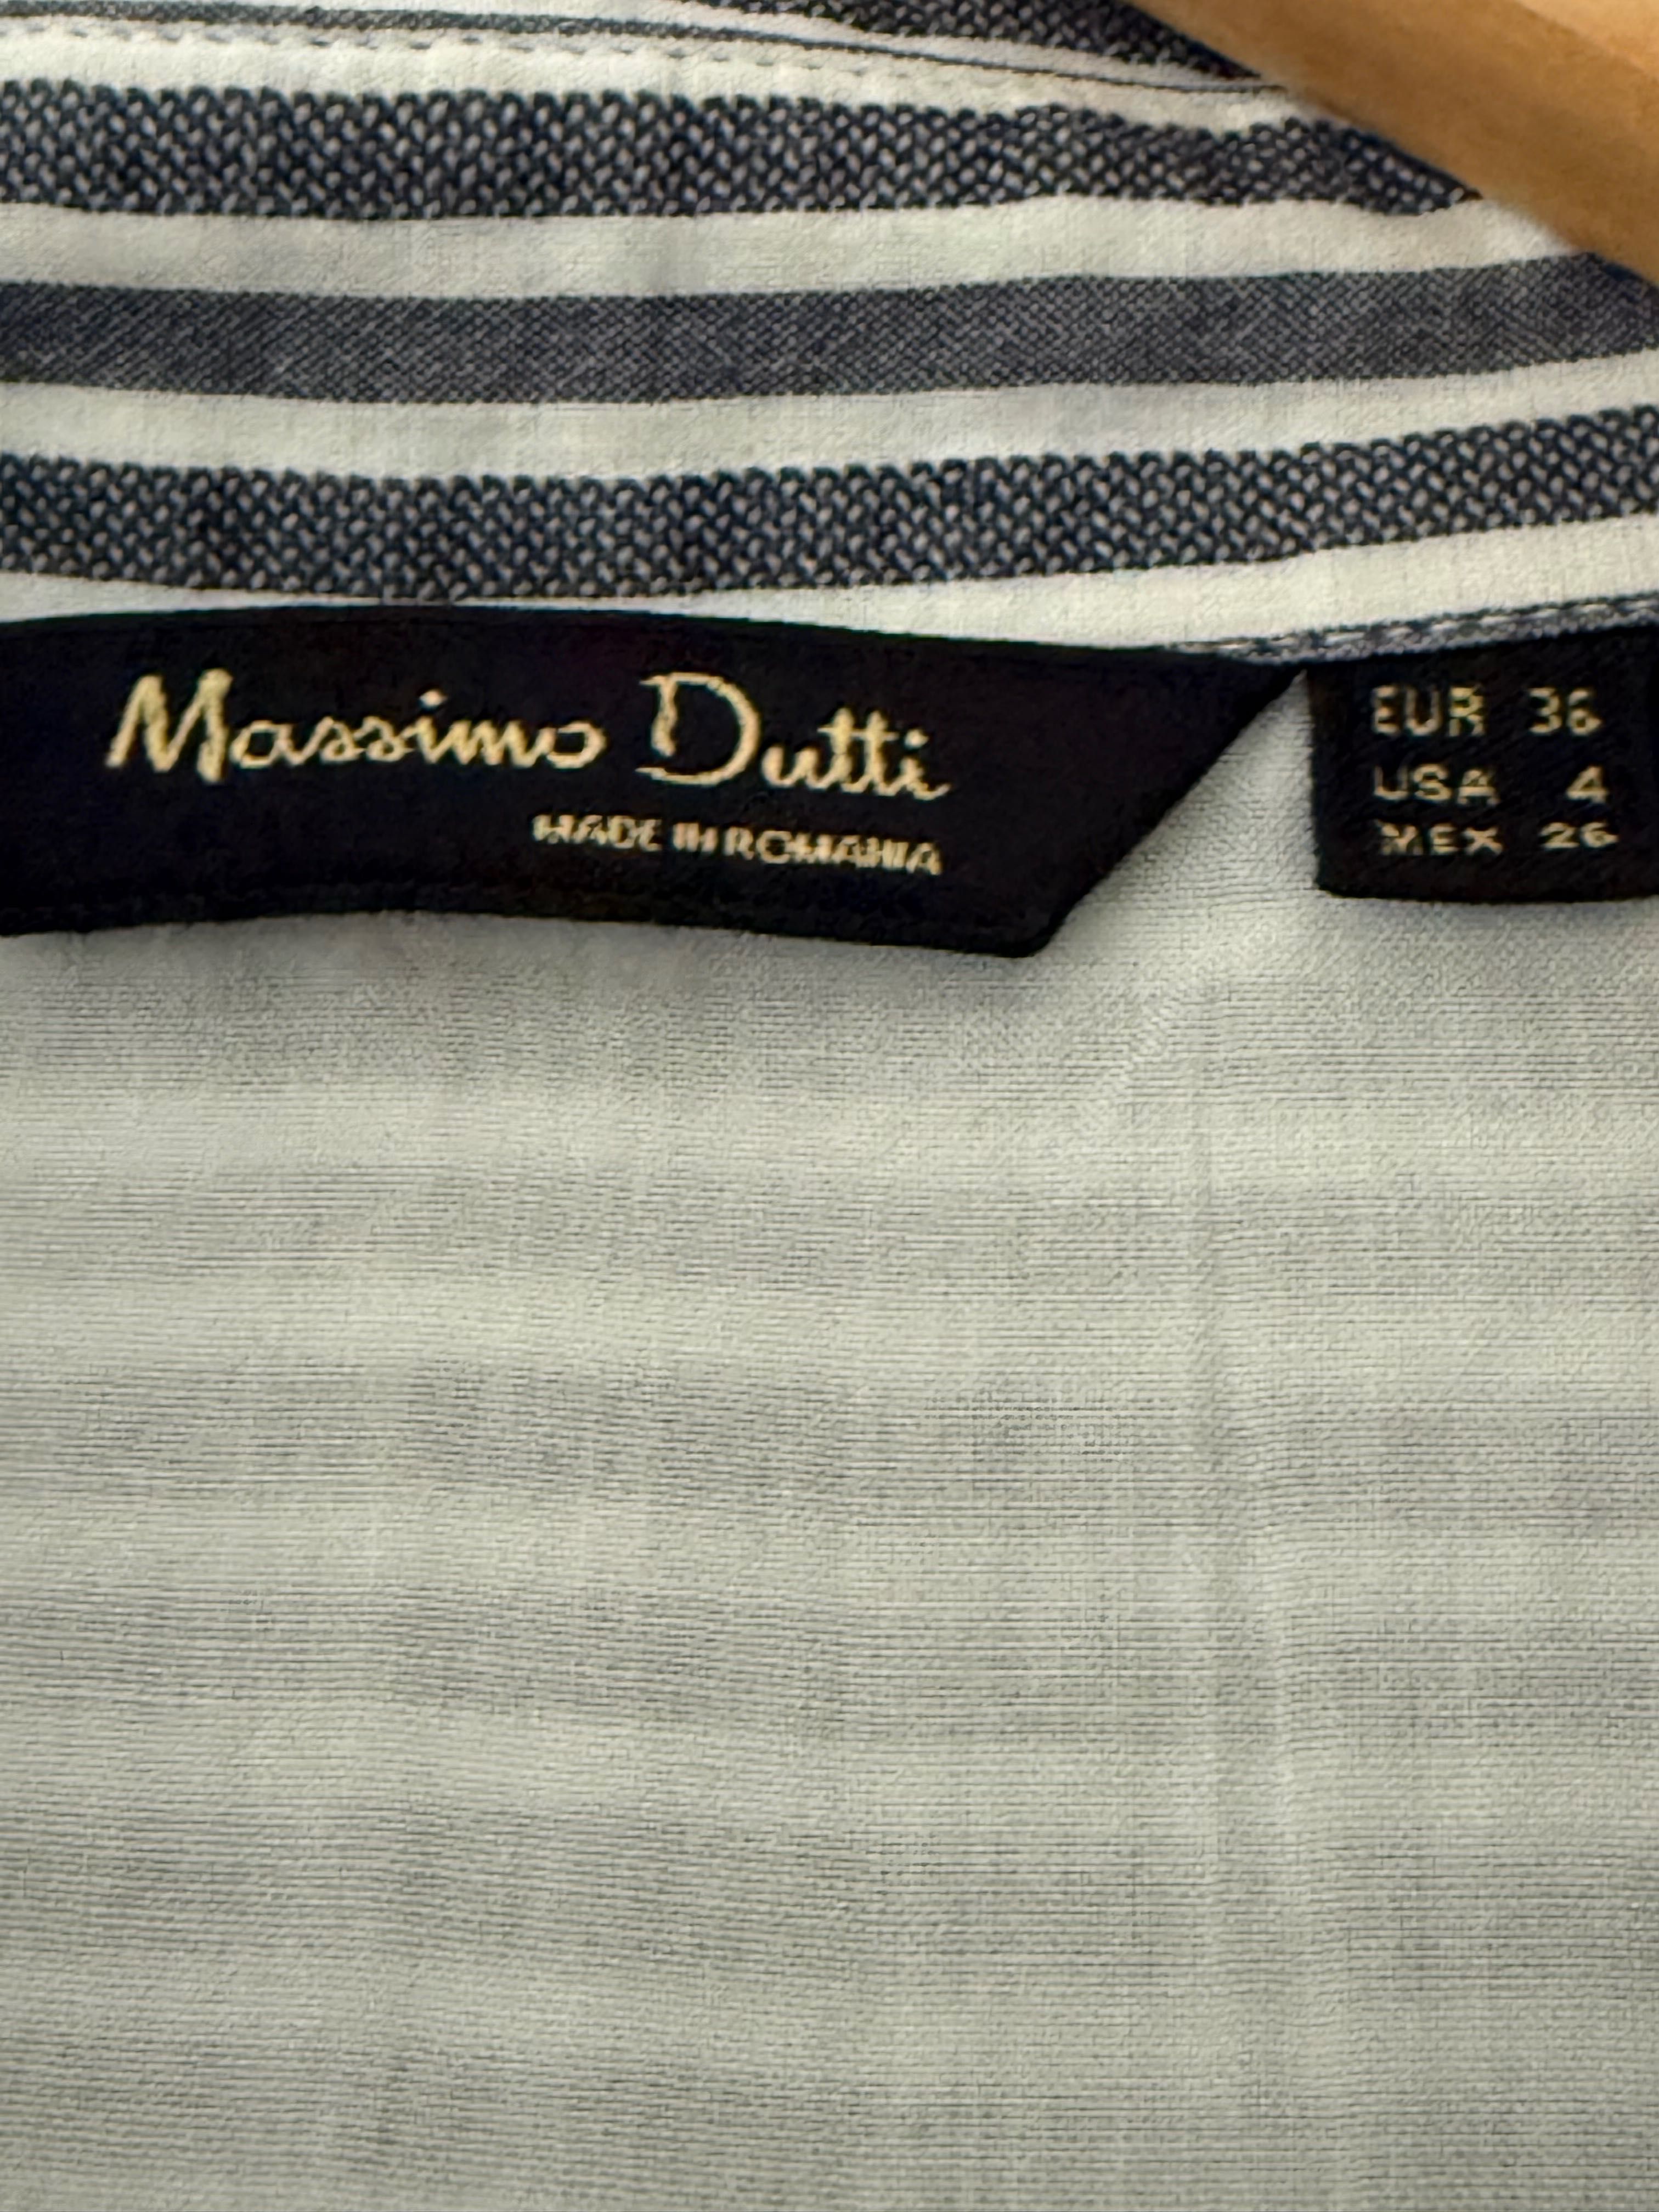 Massimo Dutti
MADE IN ROMANIA
EUR 36
USA 4
MEX 26